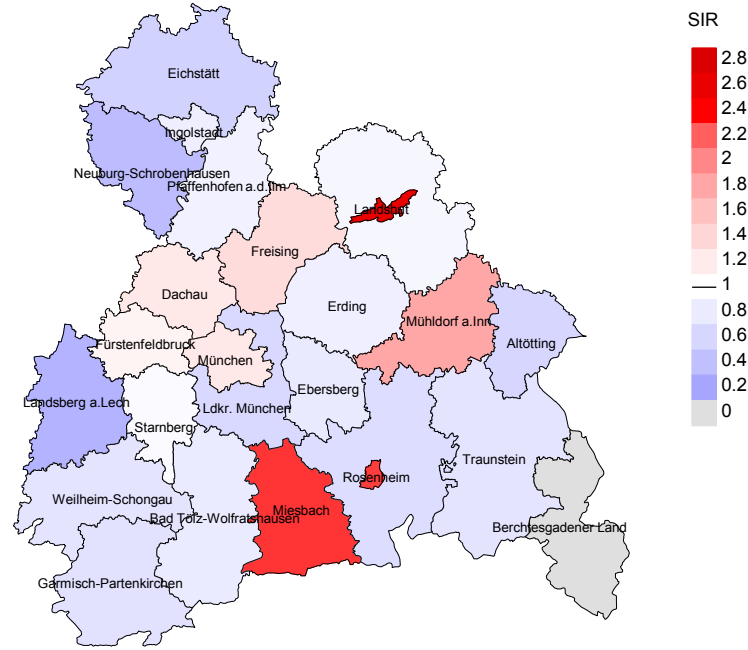 SIR
2.8
2.6
2.4
2.2
2
1.8
1.6
1.4
1.2
1
0.8
0.6
0.4
0.2
0
Eichstätt
Ingolstadt
Neuburg-Schrobenhausen
Pfaffenhofen a.d.Ilm
Landshut
Freising
Dachau
Erding
Mühldorf a.Inn
Fürstenfeldbruck
München
Altötting
Ebersberg
Landsberg a.Lech
Ldkr. München
Starnberg
Traunstein
Rosenheim
Weilheim-Schongau
Miesbach
Bad Tölz-Wolfratshausen
Berchtesgadener Land
Garmisch-Partenkirchen